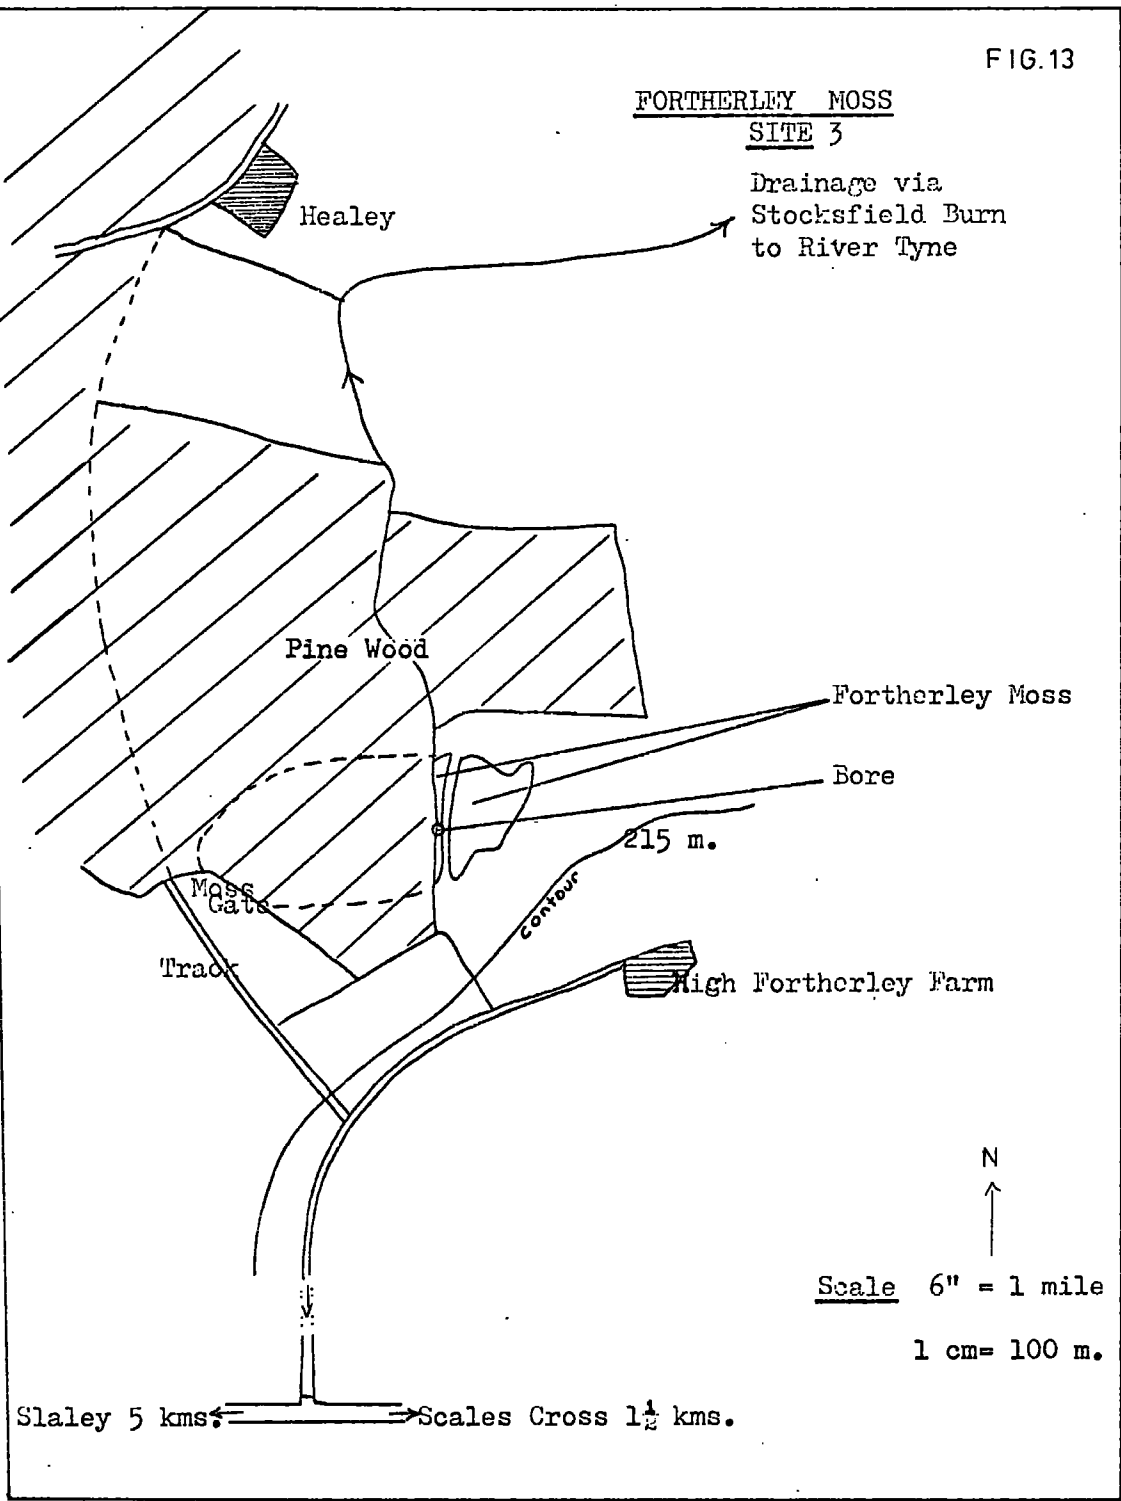 FIG.13
FORTHERLEY MOSS
SITE 3
Drainage via
Stocksfield Burn
to River Tyne
Healey
Pine Wood
Fortherley Moss
Bore
215 m.
contour
Moss
Gate
Track
High Fortherley Farm
N
Scale 6" = 1 mile
1 cm= 100 m.
Slaley 5 kms.
Scales Cross 1½ kms.